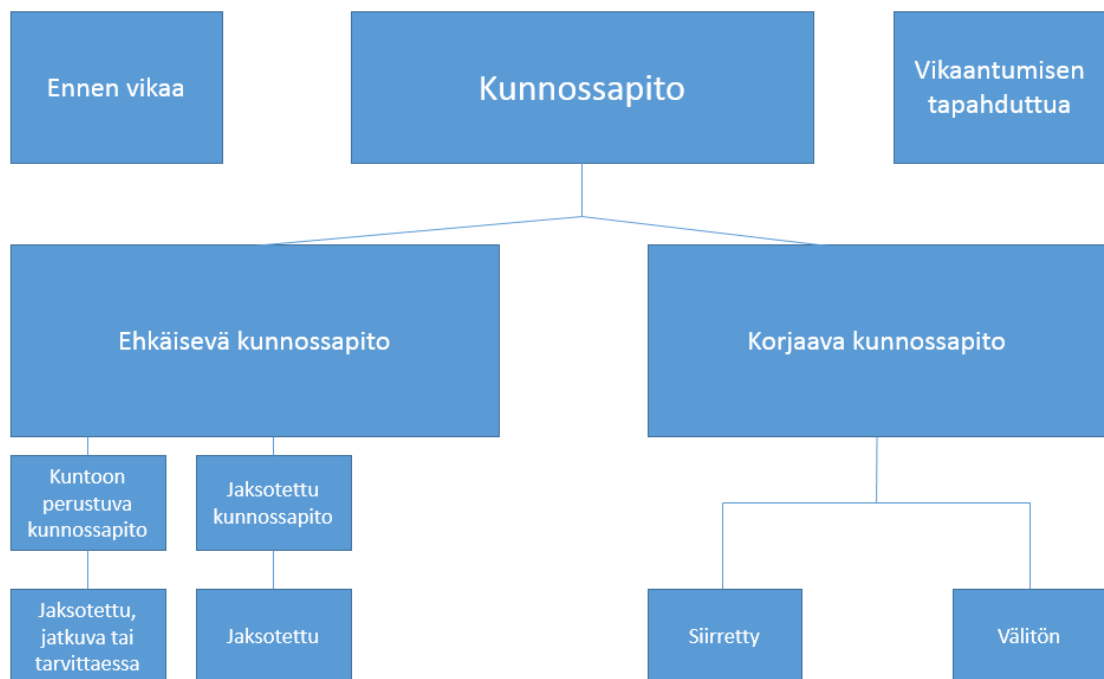 Ennen vikaa
Kunnossapito
Vikaantumisen
tapahduttua
Ehkäisevä kunnossapito
Korjaava kunnossapito
Kuntoon
perustuva
kunnossapito
Jaksotettu
kunnossapito
Jaksotettu,
jatkuva tai
tarvittaessa
Jaksotettu
Siirretty
Välitön